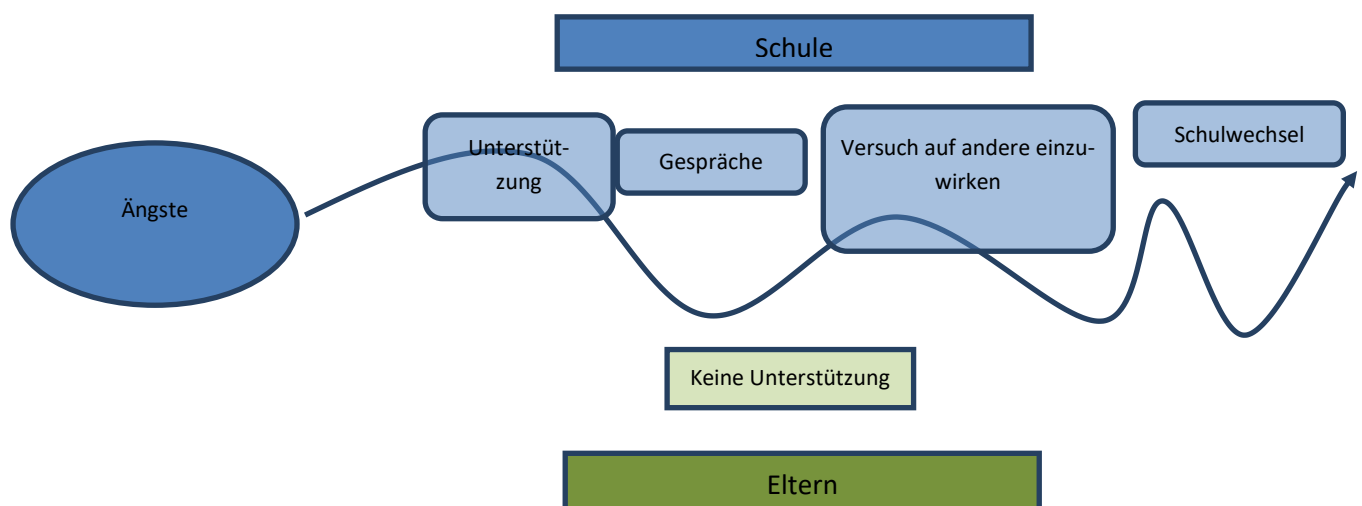 Schule
Ängste
Unterstüt-
zung
Gespräche
Versuch auf andere einzu-
wirken
Schulwechsel
Keine Unterstützung
Eltern